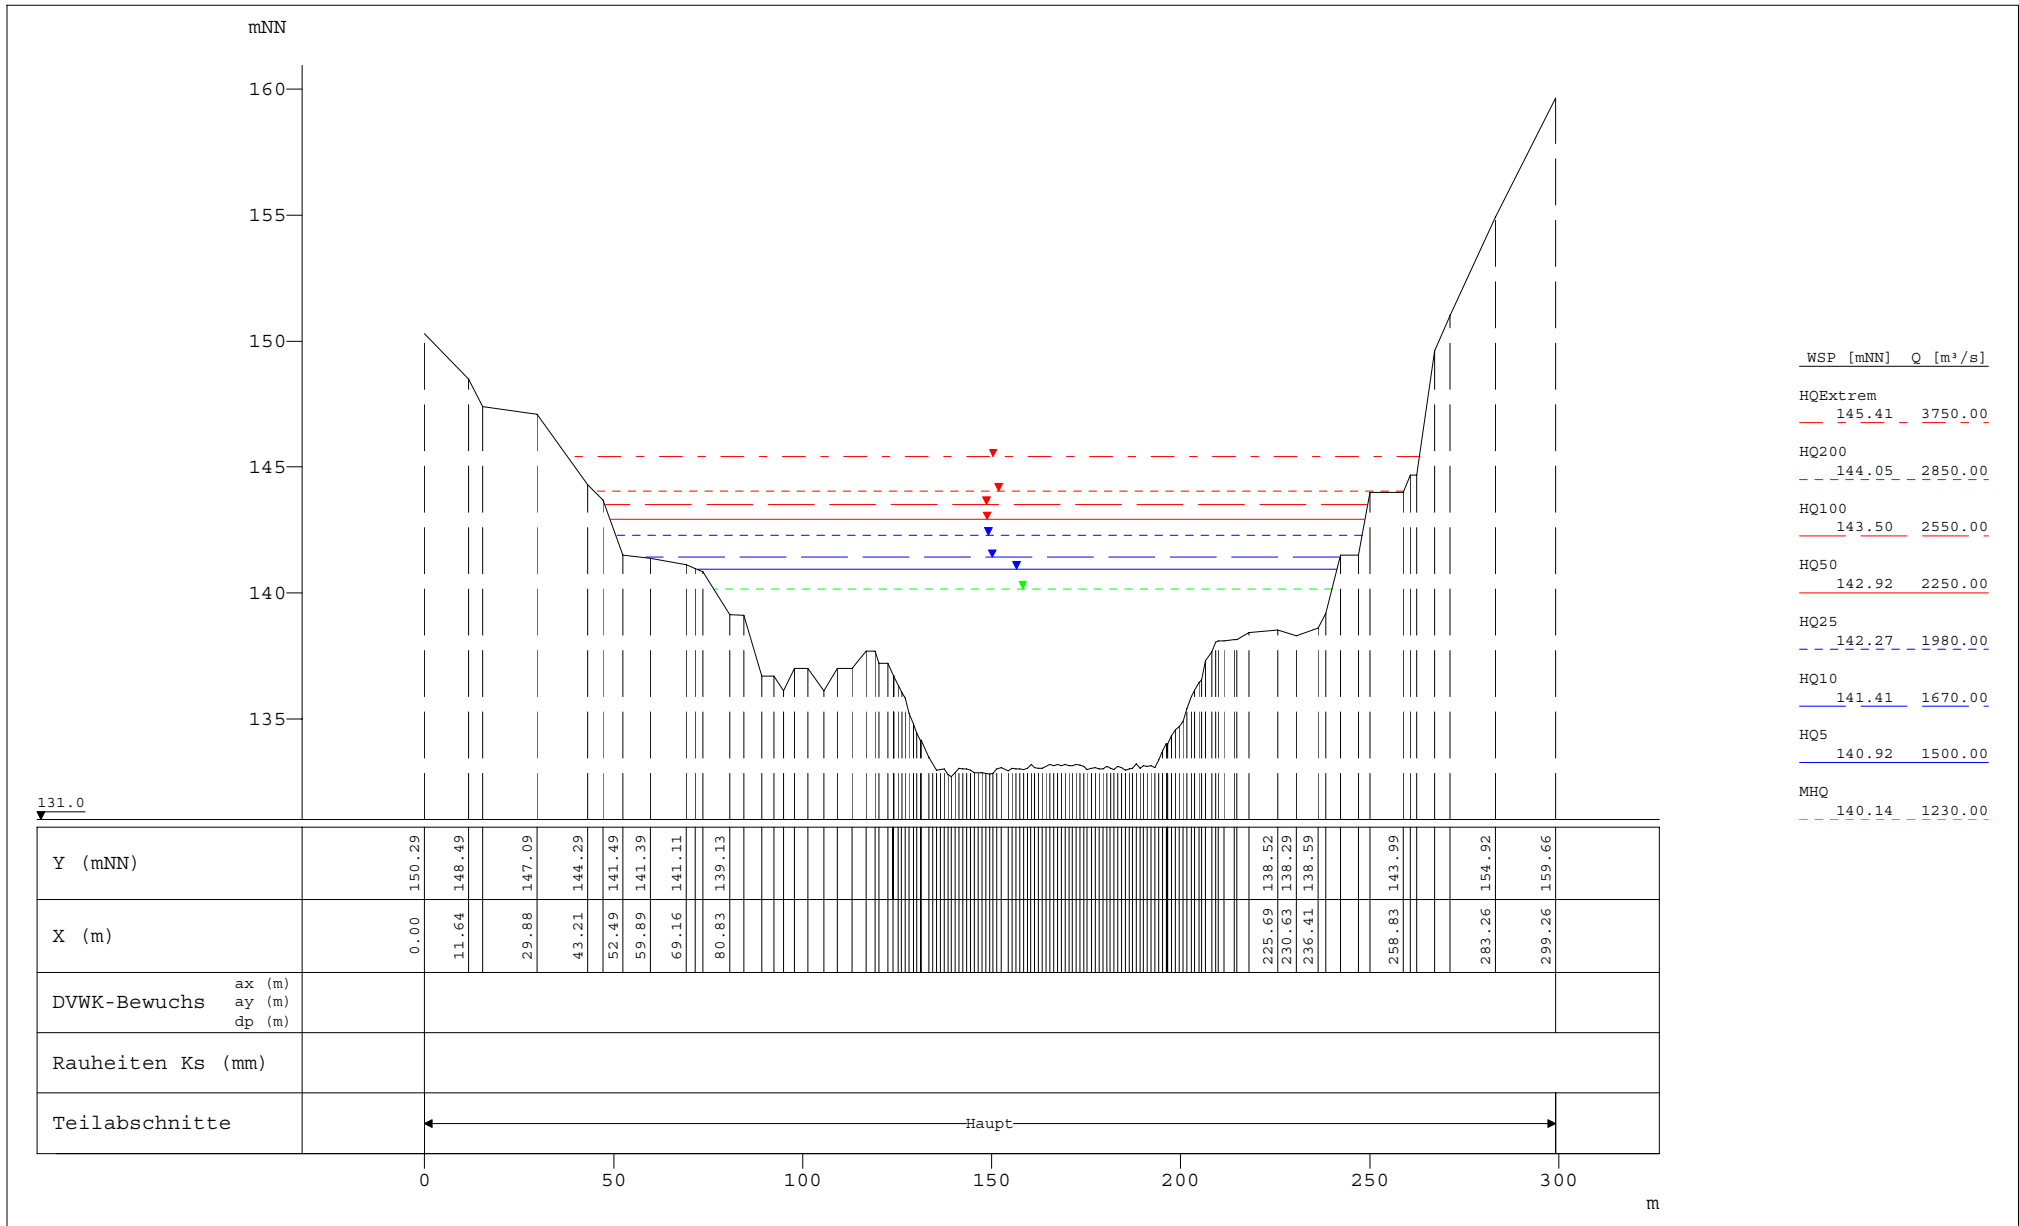 mNN
160
155
150
145
140
135
131.0
WSP [mNN] Q [m³/s]
HQExtrem
145.41 3750.00
HQ200
144.05 2850.00
HQ100
143.50 2550.00
HQ50
142.92 2250.00
HQ25
142.27 1980.00
HQ10
141.41 1670.00
HQ5
140.92 1500.00
MHQ
140.14 1230.00
Y (mNN) 150.29 148.49 147.09 144.29 141.49 141.39 141.11 139.13 138.52 138.29 138.59 143.99 154.92 159.66
X (m) 0.00 11.64 29.88 43.21 52.49 59.89 69.16 80.83 225.69 230.63 236.41 258.83 283.26 299.26
DVWK-Bewuchs
ax (m)
ay (m)
dp (m)
Rauheiten Ks (mm)
Teilabschnitte Haupt
0 50 100 150 200 250 300
m